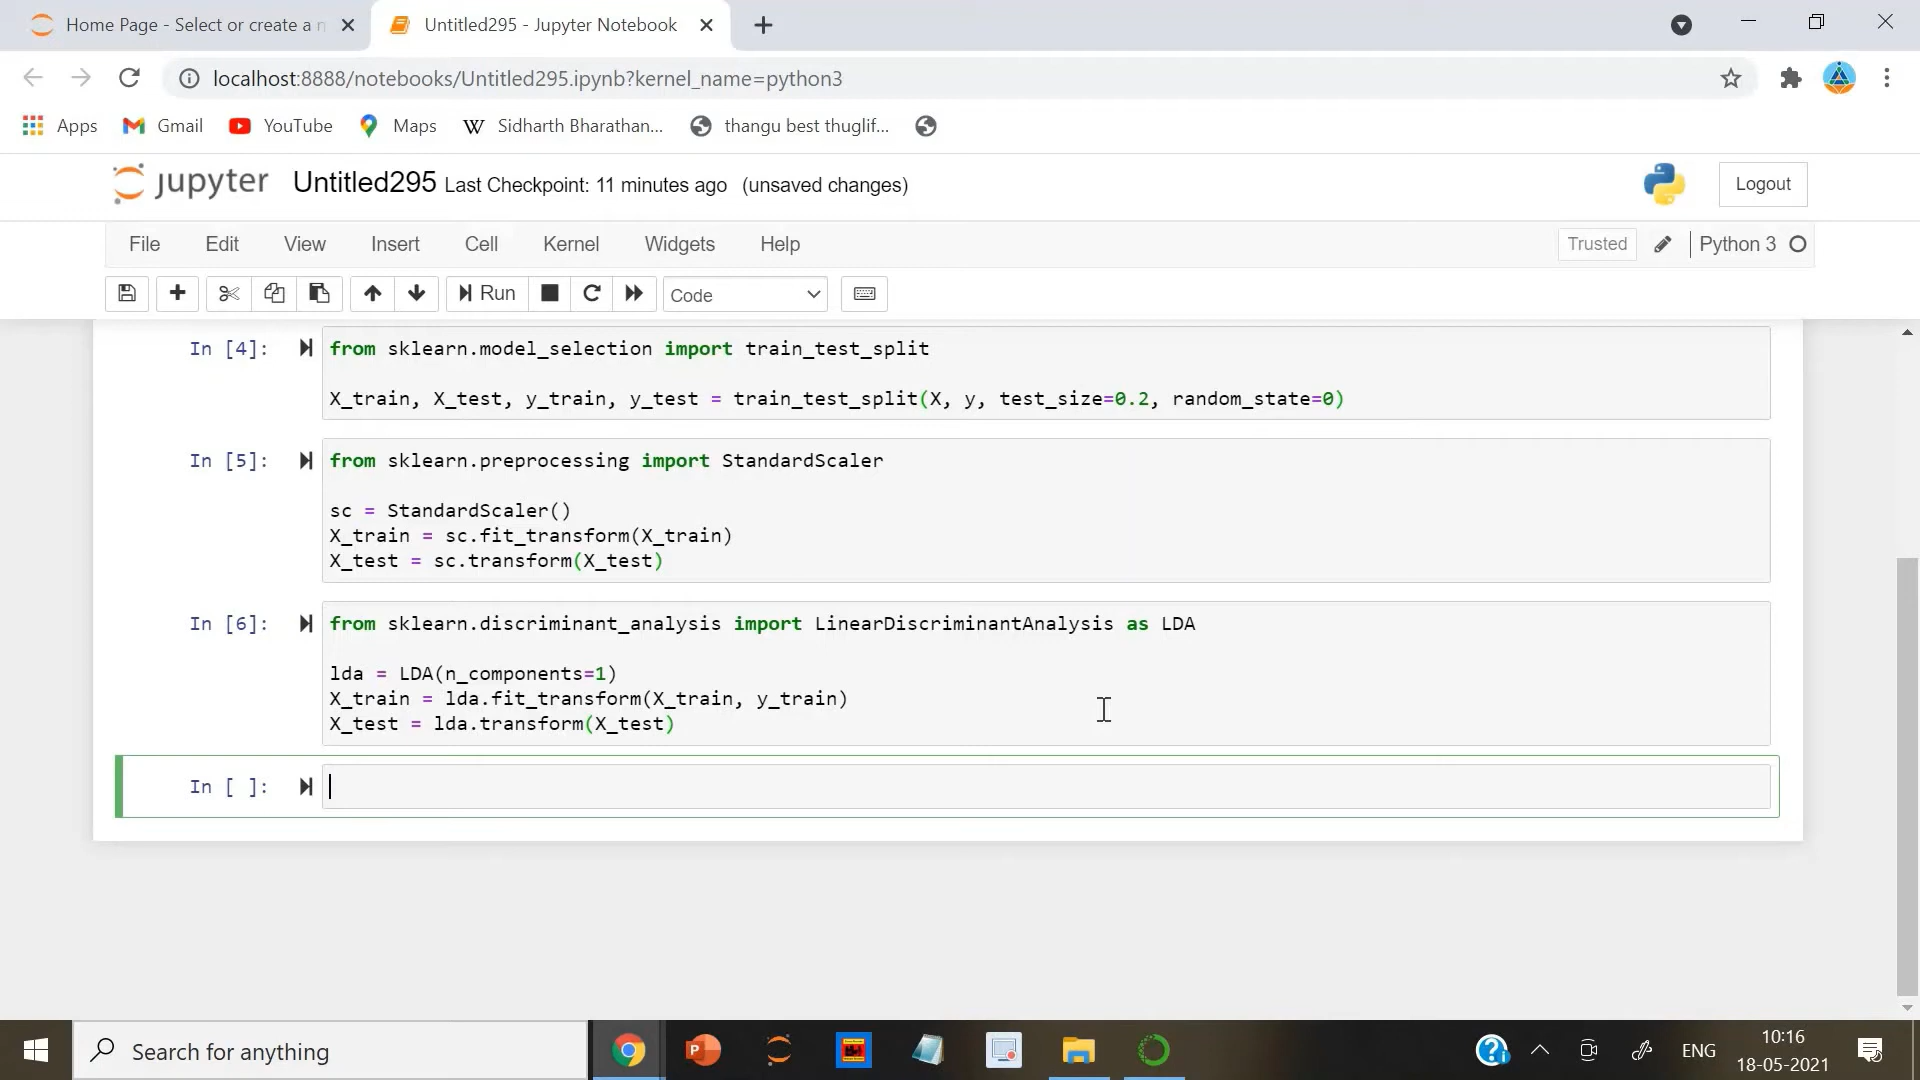 Home Page - Select or create a n
Untitled295 - Jupyter Notebook
localhost:8888/notebooks/Untitled295.ipynb?kernel_name=python3
Apps
Gmail
YouTube
Maps
W Sidharth Bharathan...
thangu best thuglif...
jupyter Untitled295 Last Checkpoint: 11 minutes ago (unsaved changes)
Logout
File Edit View Insert Cell Kernel Widgets Help
Trusted
Python 3
Run
Code
In [4]: from sklearn.model_selection import train_test_split
X_train, X_test, y_train, y_test = train_test_split(X, y, test_size=0.2, random_state=0)
In [5]: from sklearn.preprocessing import StandardScaler
sc = StandardScaler()
X_train = sc.fit_transform(X_train)
X_test = sc.transform(X_test)
In [6]: from sklearn.discriminant_analysis import LinearDiscriminantAnalysis as LDA
lda = LDA(n_components=1)
X_train = lda.fit_transform(X_train, y_train)
X_test = lda.transform(X_test)
In [ ]:
Search for anything
P
ENG
10:16
18-05-2021